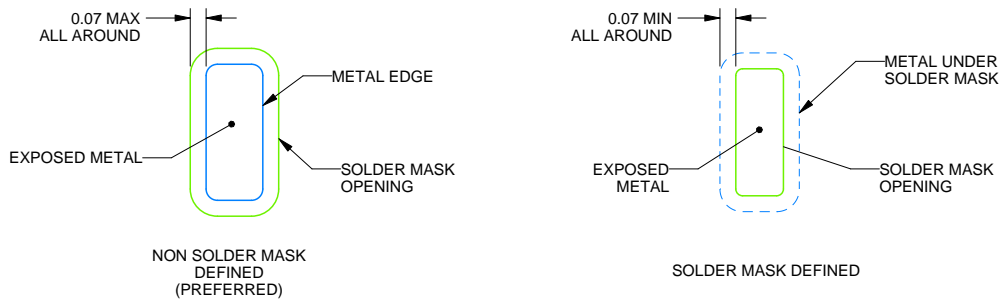 0.07 MAX
ALL AROUND
METAL EDGE
EXPOSED METAL
SOLDER MASK
OPENING
NON SOLDER MASK
DEFINED
(PREFERRED)
0.07 MIN
ALL AROUND
METAL UNDER
SOLDER MASK
EXPOSED
METAL
SOLDER MASK
OPENING
SOLDER MASK DEFINED